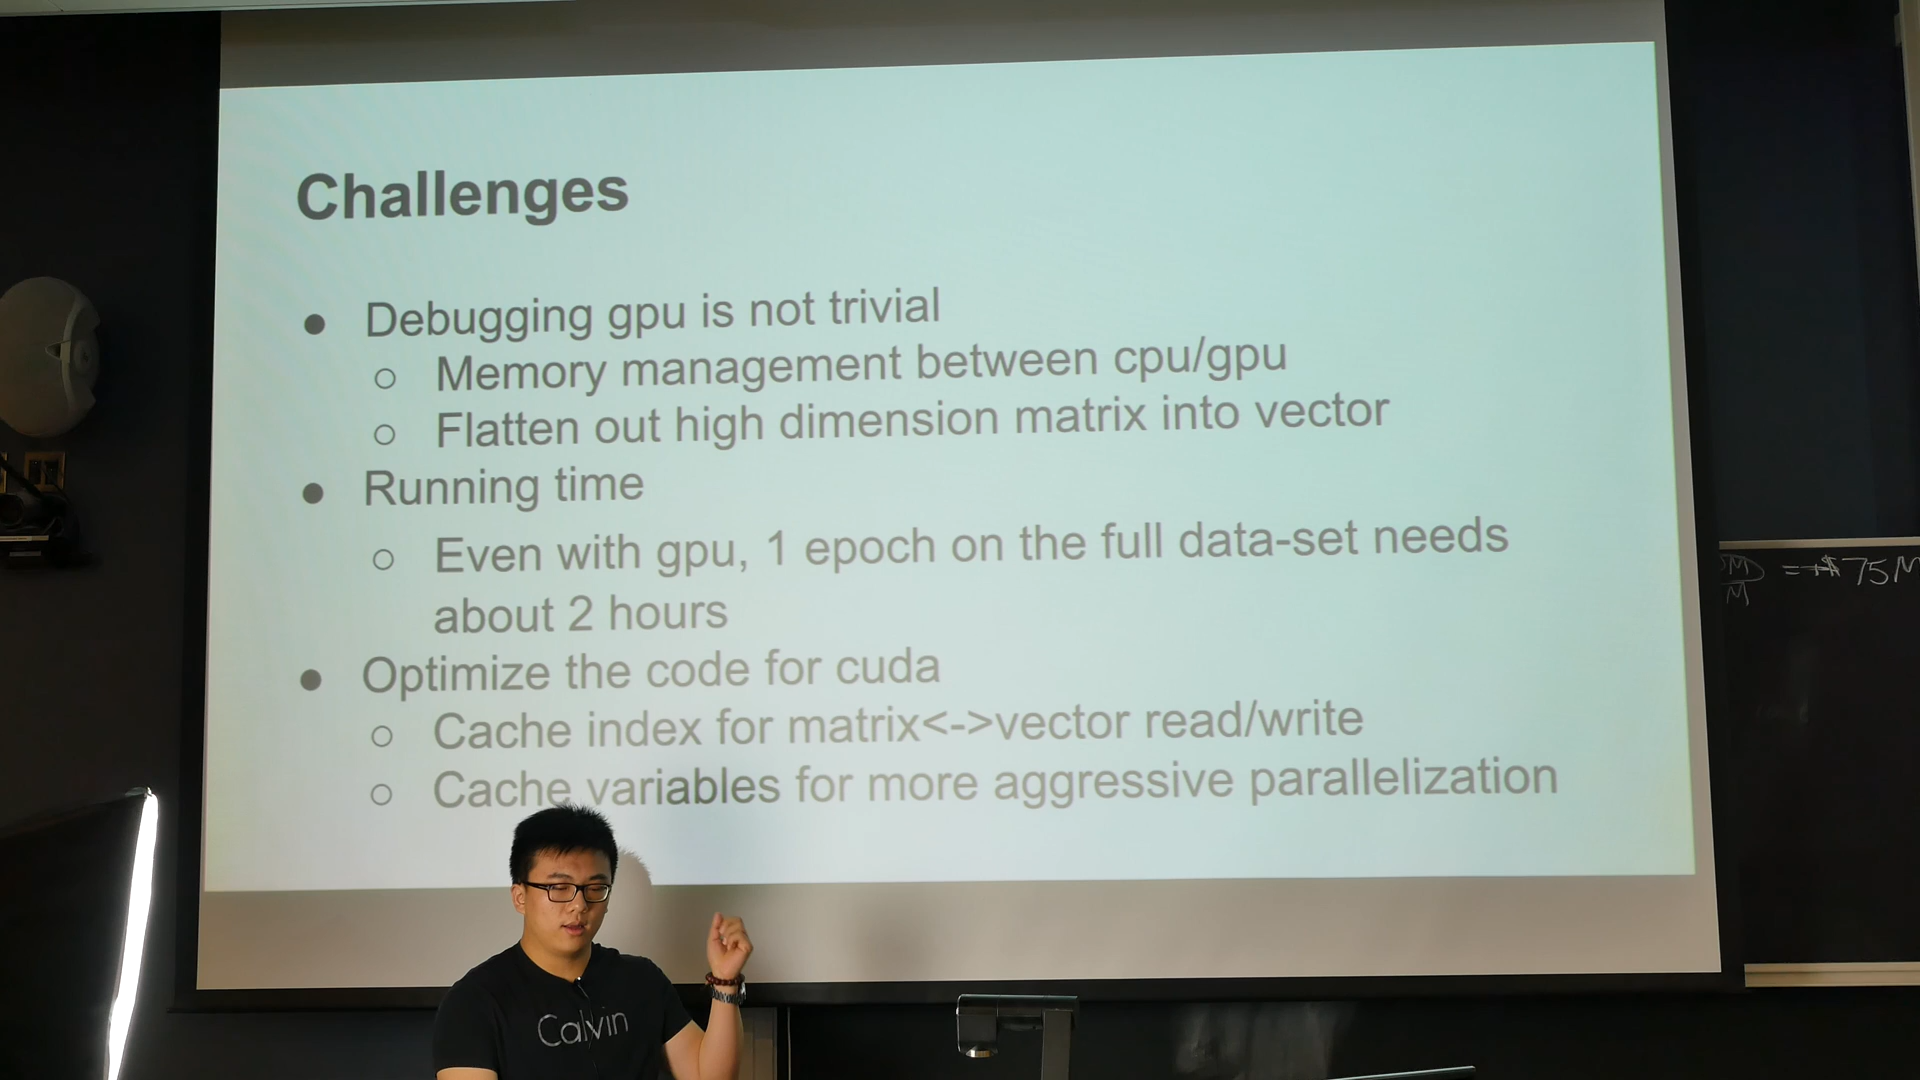 Challenges
● Debugging gpu is not trivial
○ Memory management between cpu/gpu
○ Flatten out high dimension matrix into vector
● Running time
○ Even with gpu, 1 epoch on the full data-set needs
about 2 hours
● Optimize the code for cuda
○ Cache index for matrix<->vector read/write
○ Cache variables for more aggressive parallelization
= $75M
M
Calvin